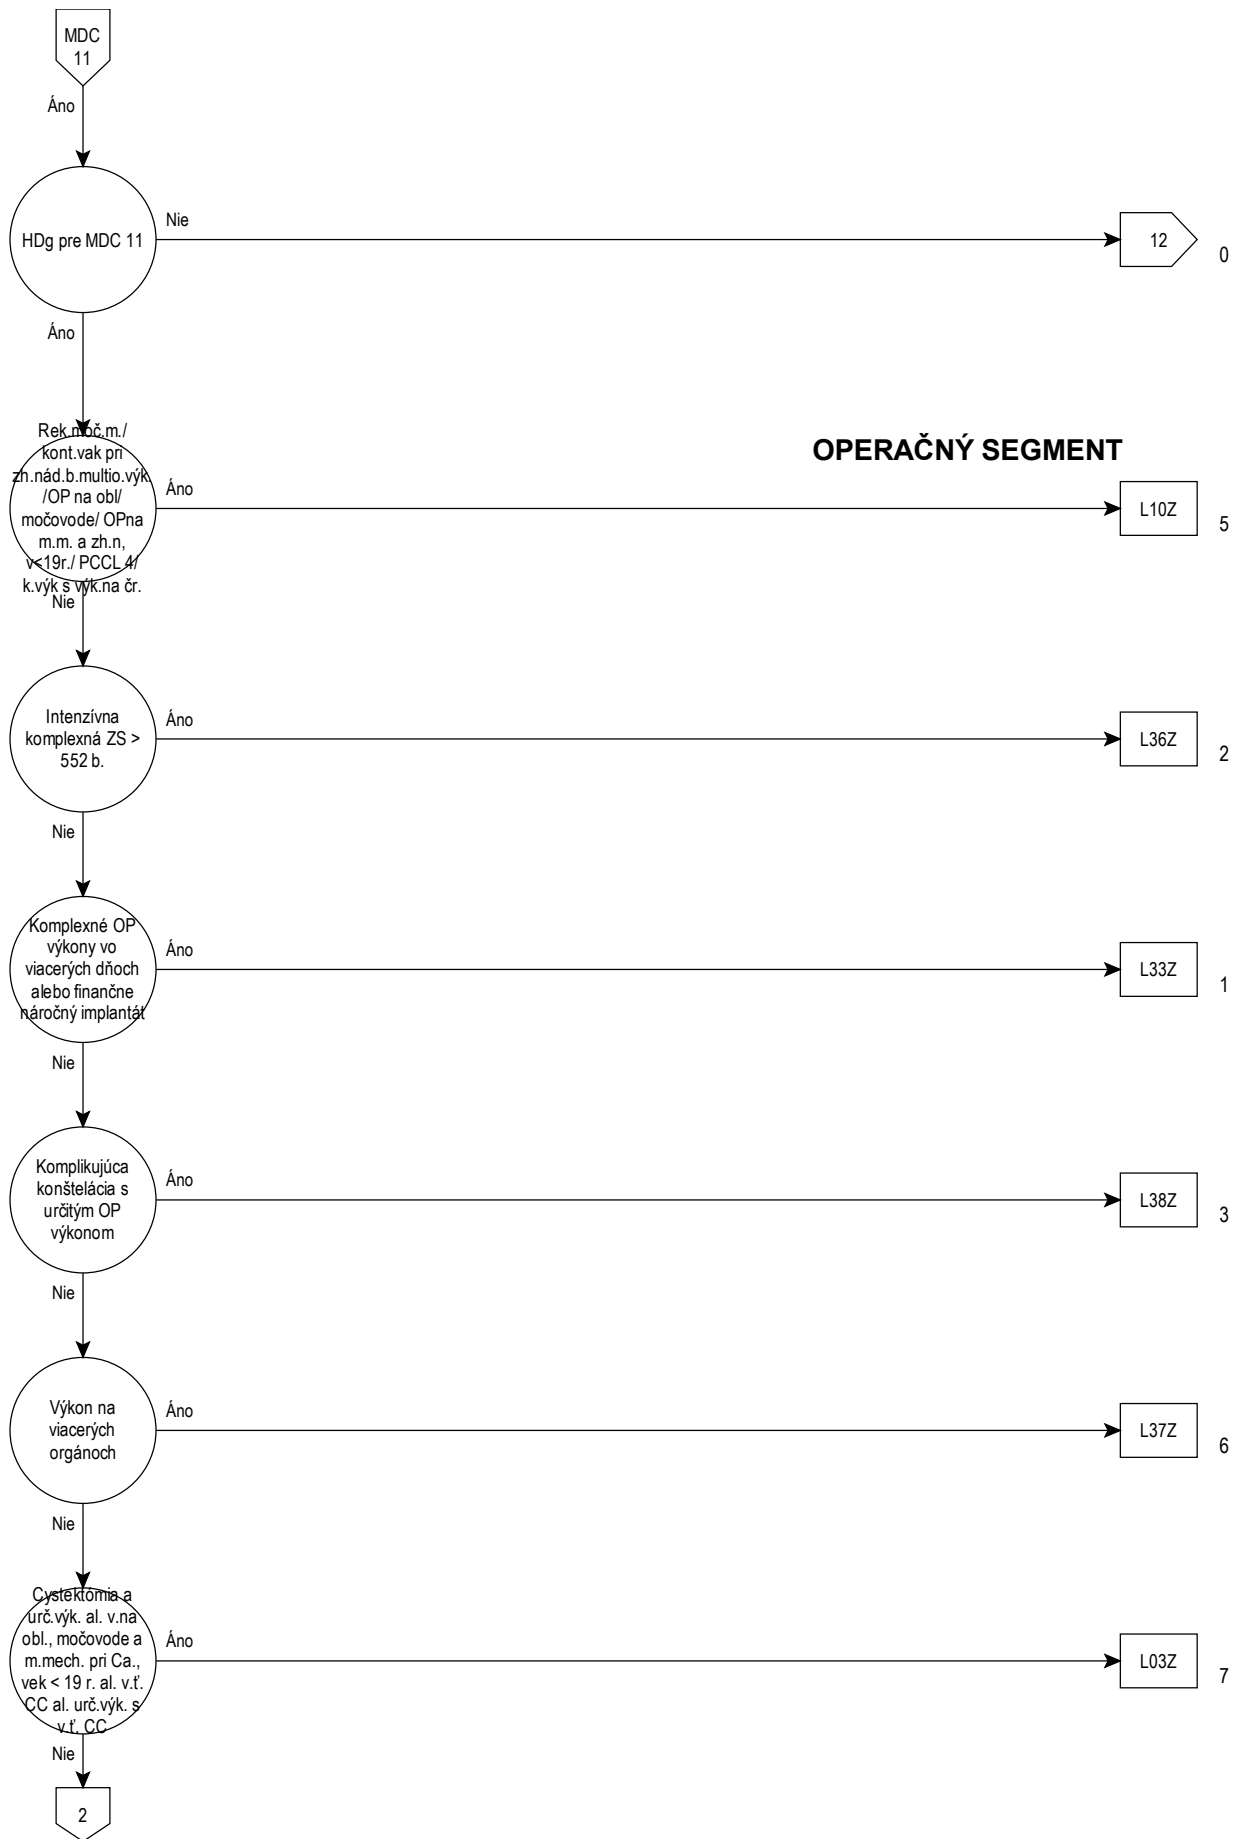 MDC
11
Áno
HDg pre MDC 11
Nie
12
0
Áno
OPERAČNÝ SEGMENT
Rek.moč.m./
kont.vak pri
zh.nád.b.multio.výk.
/OP na obl/
močovode/ OPna
m.m. a zh.n,
v<19r./ PCCL 4/
k.výk s výk.na čr.
Áno
L10Z
5
Nie
Intenzívna
komplexná ZS >
552 b.
Áno
L36Z
2
Nie
Komplexné OP
výkony vo
viacerých dňoch
alebo finančne
náročný implantát
Áno
L33Z
1
Nie
Komplikujúca
konštelácia s
určitým OP
výkonom
Áno
L38Z
3
Nie
Výkon na
viacerých
orgánoch
Áno
L37Z
6
Nie
Cystektómia a
urč.výk. al. v.na
obl., močovode a
m.mech. pri Ca.,
vek < 19 r. al. v.ť.
CC al. urč.výk. s
v.ť. CC
Áno
L03Z
7
Nie
2